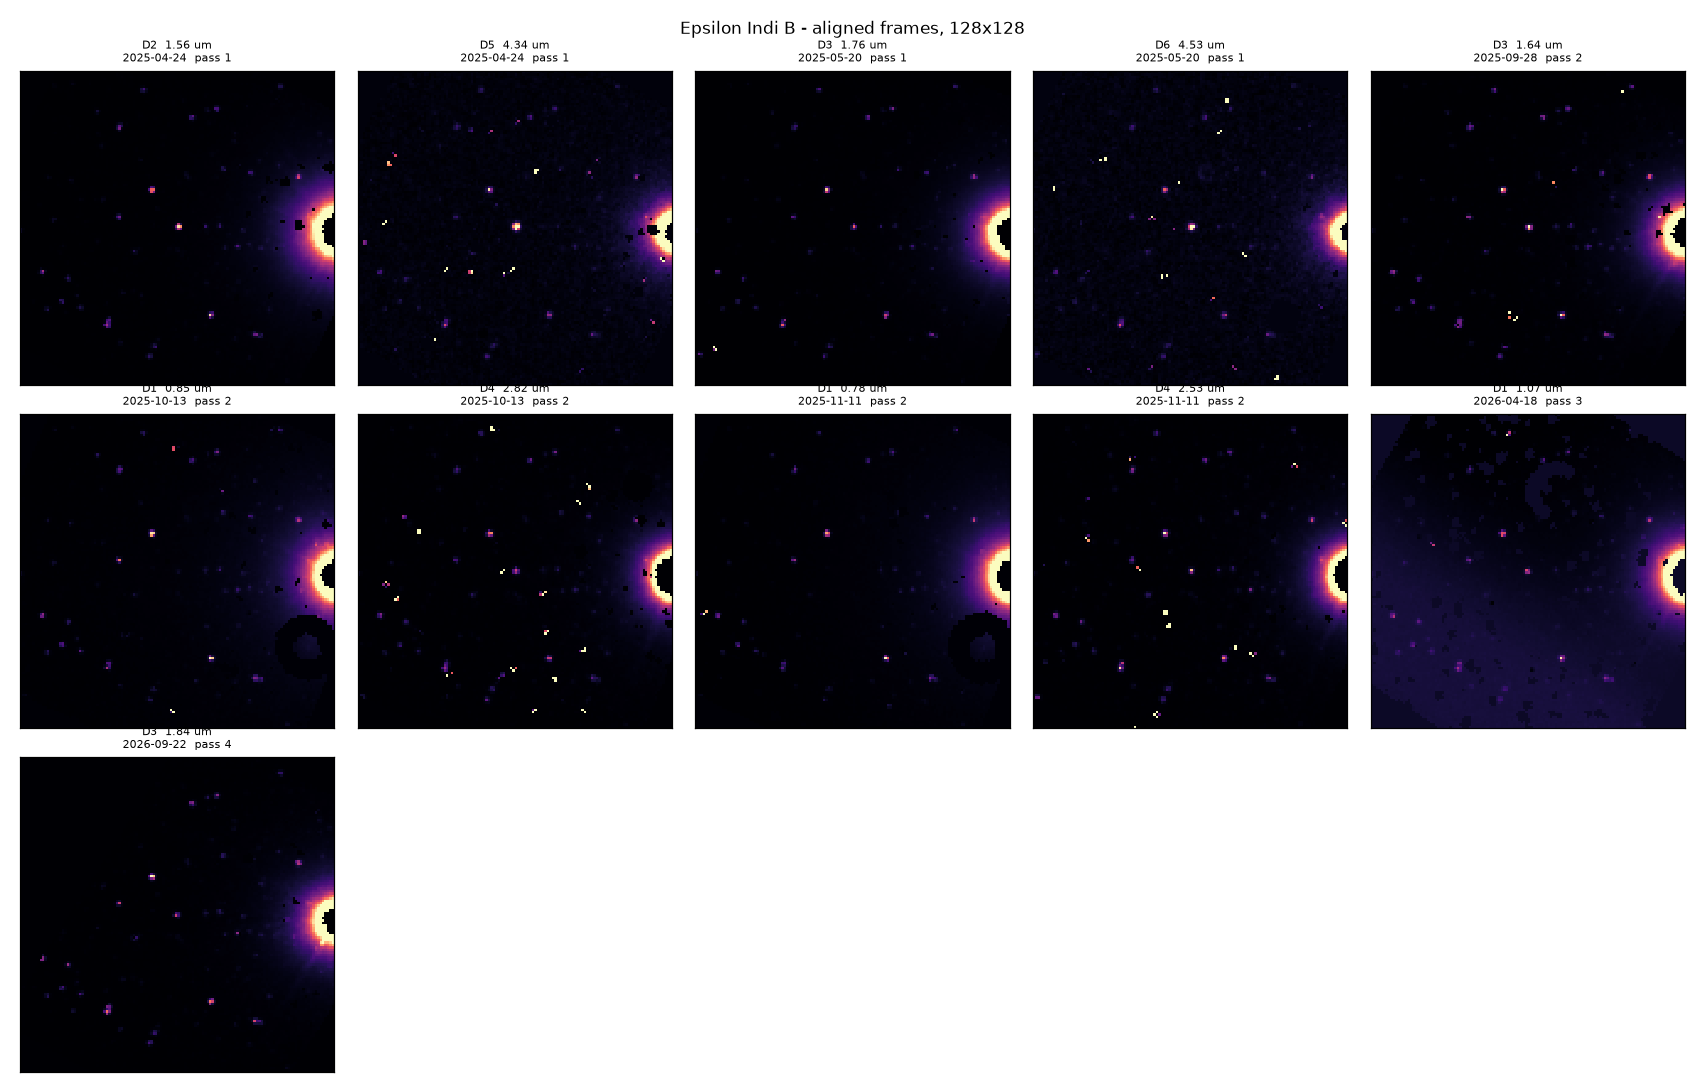 Epsilon Indi B - aligned frames, 128x128
D2 1.56 um
2025-04-24 pass 1
D5 4.34 um
2025-04-24 pass 1
D3 1.76 um
2025-05-20 pass 1
D6 4.53 um
2025-05-20 pass 1
D3 1.64 um
2025-09-28 pass 2
D1 0.85 um
2025-10-13 pass 2
D4 2.82 um
2025-10-13 pass 2
D1 0.78 um
2025-11-11 pass 2
D4 2.53 um
2025-11-11 pass 2
D1 1.07 um
2026-04-18 pass 3
D3 1.84 um
2026-09-22 pass 4